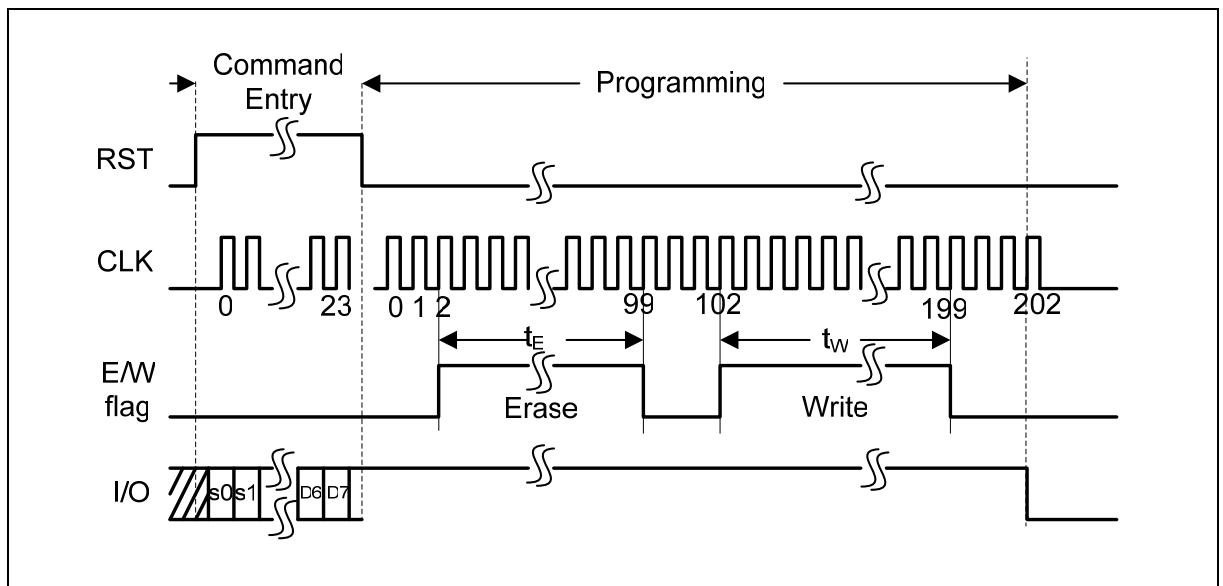 Command
Entry
Programming
RST
CLK
0 23 0 1 2 99 102 199 202
tE tW
E/W
flag
Erase Write
I/O s0 s1 D6 D7